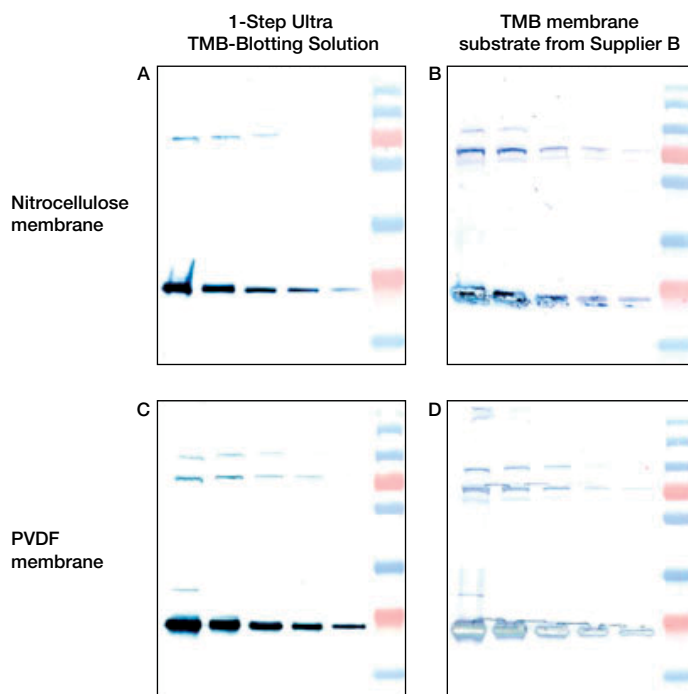 1-Step Ultra
TMB-Blotting Solution
TMB membrane
substrate from Supplier B
A
B
Nitrocellulose
membrane
C
D
PVDF
membrane